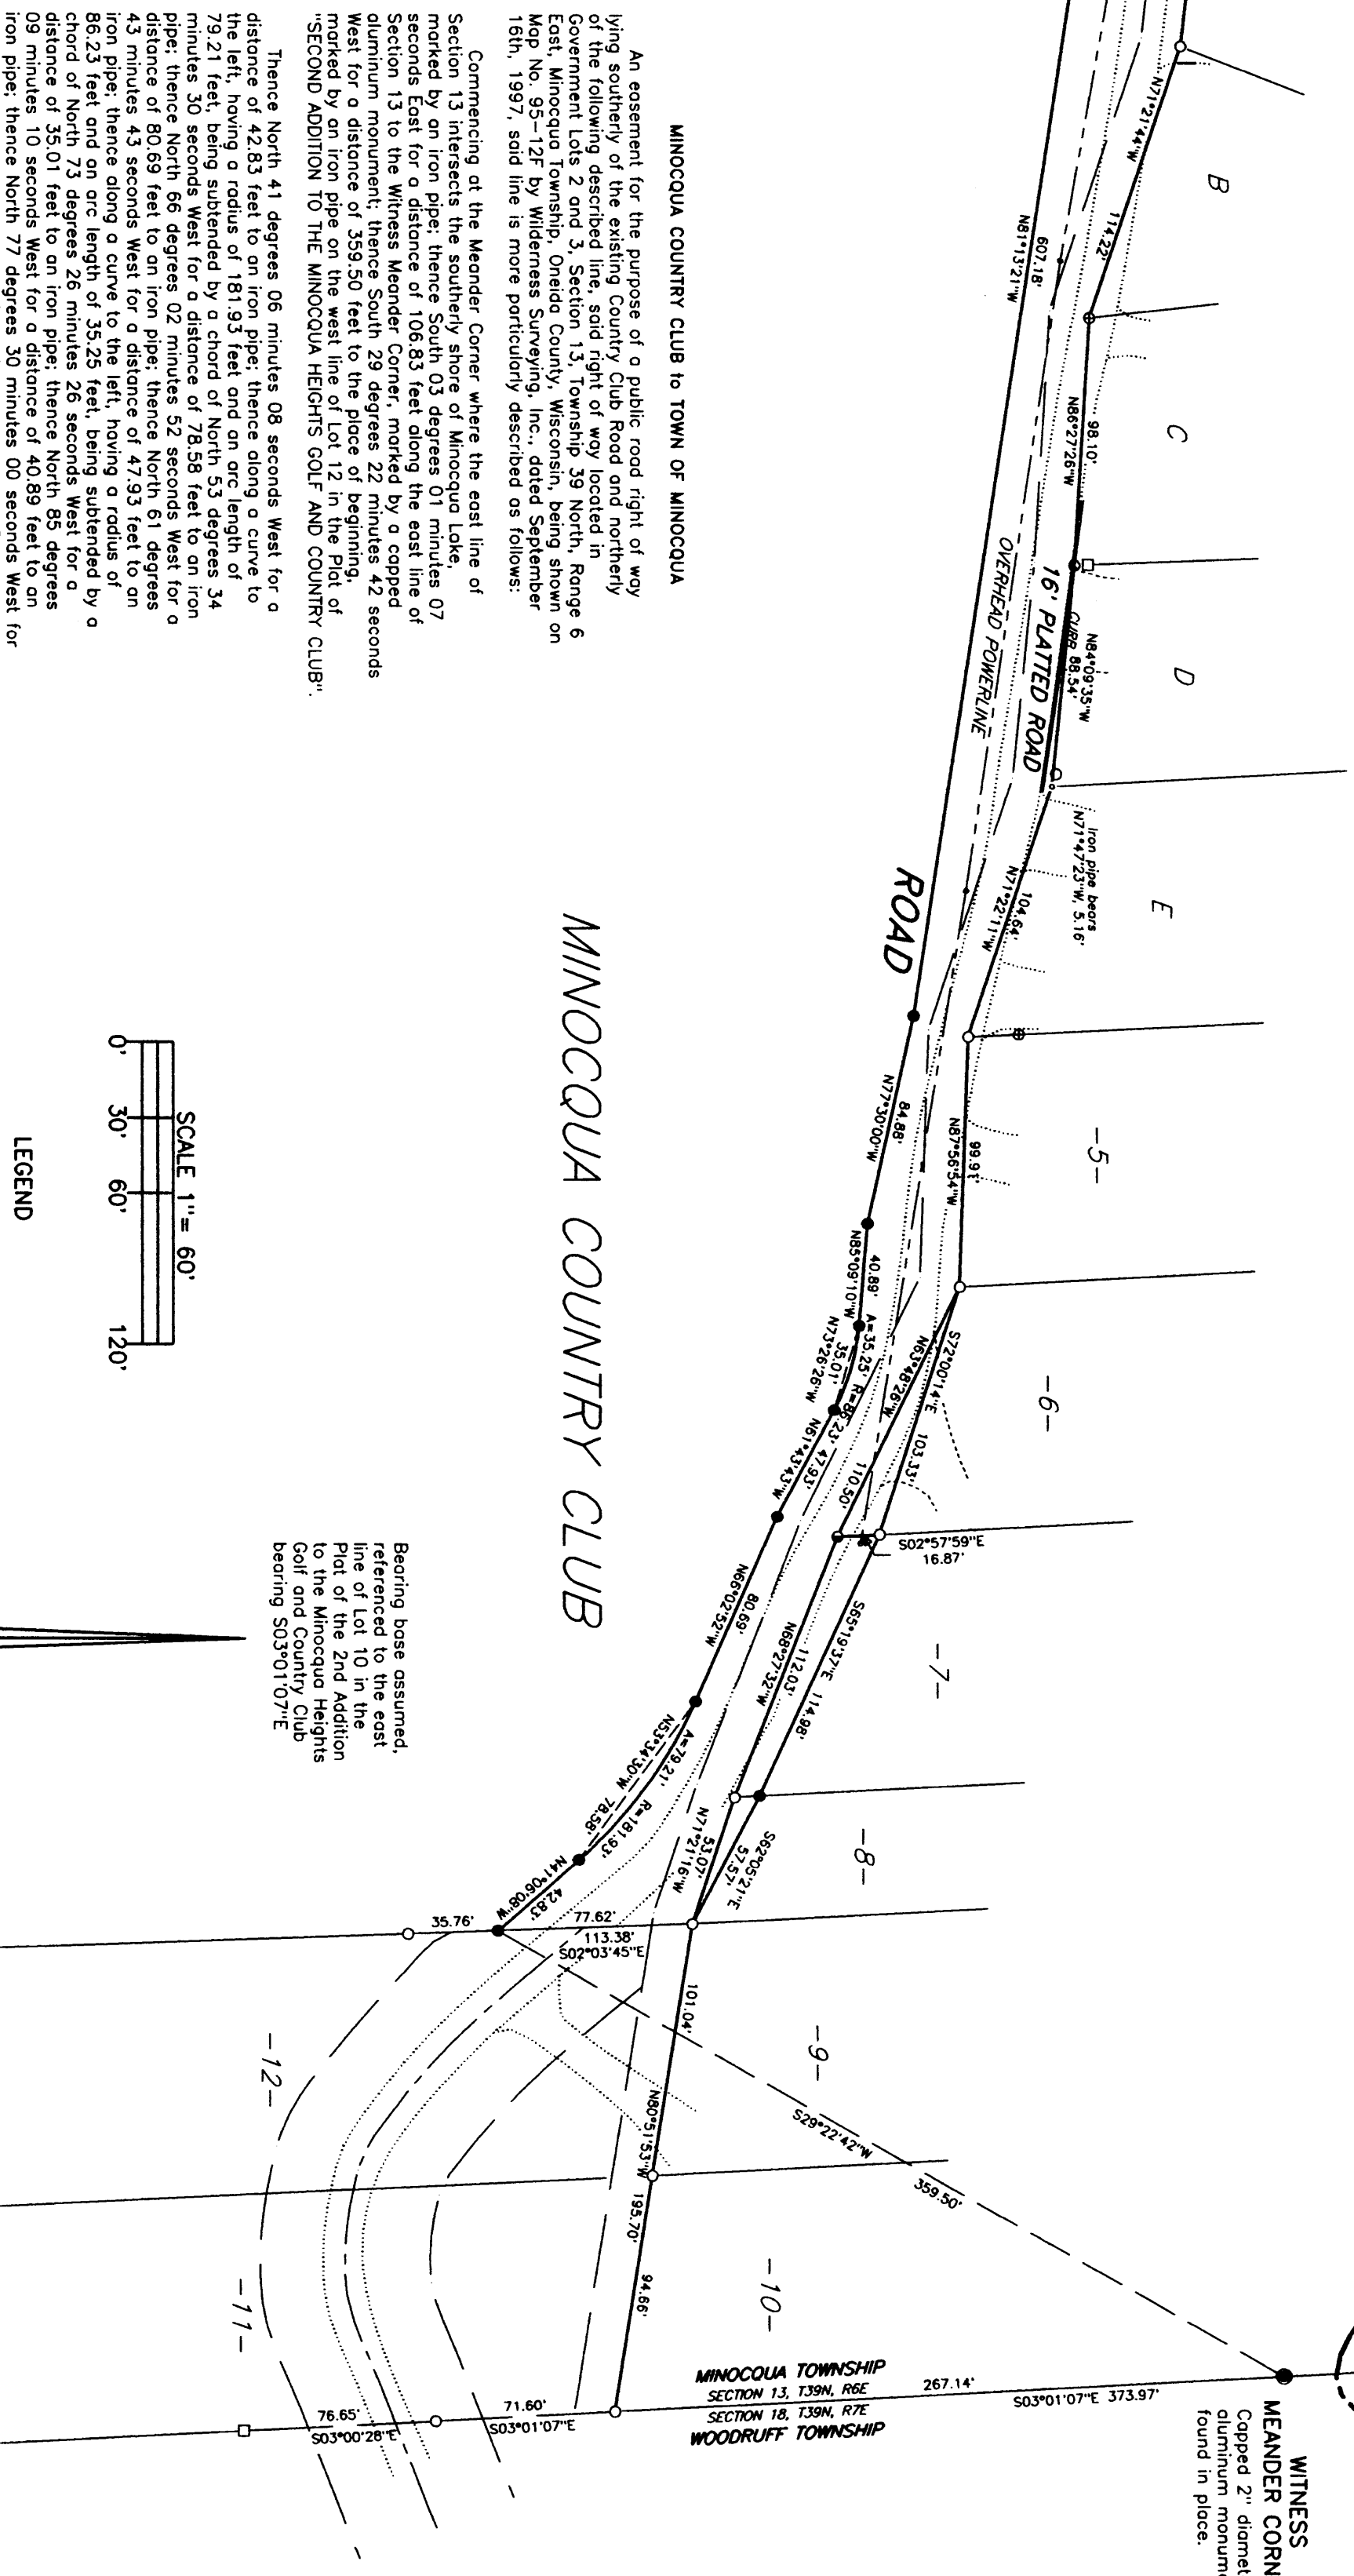 MINOCQUA COUNTRY CLUB to TOWN OF MINOCQUA
An easement for the purpose of a public road right of way
lying southerly of the existing Country Club Road and northerly
of the following described line, said right of way located in
Government Lots 2 and 3, Section 13, Township 39 North, Range 6
East, Minocqua Township, Oneida County, Wisconsin, being shown on
Map No. 95-12F by Wilderness Surveying, Inc., dated September
16th, 1997, said line is more particularly described as follows:
Commencing at the Meander Corner where the east line of
Section 13 intersects the southerly shore of Minocqua Lake,
marked by an iron pipe; thence South 03 degrees 01 minutes 07
seconds East for a distance of 106.83 feet along the east line of
Section 13 to the Witness Meander Corner, marked by a capped
aluminum monument; thence South 29 degrees 22 minutes 42 seconds
West for a distance of 359.50 feet to the place of beginning,
marked by an iron pipe on the west line of Lot 12 in the Plat of
"SECOND ADDITION TO THE MINOCQUA HEIGHTS GOLF AND COUNTRY CLUB".
Thence North 41 degrees 06 minutes 08 seconds West for a
distance of 42.83 feet to an iron pipe; thence along a curve to
the left, having a radius of 181.93 feet and an arc length of
79.21 feet, being subtended by a chord of North 53 degrees 34
minutes 30 seconds West for a distance of 78.58 feet to an iron
pipe; thence North 66 degrees 02 minutes 52 seconds West for a
distance of 80.69 feet to an iron pipe; thence North 61 degrees
43 minutes 43 seconds West for a distance of 47.93 feet to an
iron pipe; thence along a curve to the left, having a radius of
86.23 feet and an arc length of 35.25 feet, being subtended by a
chord of North 73 degrees 26 minutes 26 seconds West for a
distance of 35.01 feet to an iron pipe; thence North 85 degrees
09 minutes 10 seconds West for a distance of 40.89 feet to an
iron pipe; thence North 77 degrees 30 minutes 00 seconds West for
B
N71°21'44"W
114.22'
C
98.10'
N86°27'26"W
D
N84°09'35"W
CURB 88.54'
E
Iron pipe bears
N71°47'23"W, 5.16'
104.64'
N71°22'11"W
607.18'
N81°13'21"W
16' PLATTED ROAD
OVERHEAD POWERLINE
ROAD
-5-
99.91'
N87°56'54"W
84.88'
N77°30'00"W
40.89'
N85°09'10"W
A=35.25' R=86.23'
35.01'
N73°26'26"W
-6-
S72°00'14"E
103.33'
N63°48'26"W
110.50'
47.93'
N61°43'43"W
S02°57'59"E
16.87'
-7-
S65°19'37"E 114.98'
112.03'
N68°27'32"W
80.69'
N66°02'52"W
A=79.21' R=181.93'
N53°34'30"W 78.58'
-8-
S62°05'21"E
57.57'
53.07'
N71°21'16"W
42.83'
N41°06'08"W
35.76'
77.62'
113.38'
S02°03'45"E
-9-
101.04'
N80°51'53"W 195.70'
94.66'
S29°22'42"W
359.50'
-10-
-12-
-11-
MINOCQUA TOWNSHIP
SECTION 13, T39N, R6E
SECTION 18, T39N, R7E
WOODRUFF TOWNSHIP
267.14'
S03°01'07"E 373.97'
71.60'
S03°01'07"E
76.65'
S03°00'28"E
WITNESS
MEANDER CORN
Capped 2" diamet
aluminum monume
found in place.
MINOCQUA COUNTRY CLUB
Bearing base assumed,
referenced to the east
line of Lot 10 in the
Plat of the 2nd Addition
to the Minocqua Heights
Golf and Country Club
bearing S03°01'07"E
SCALE 1"= 60'
0' 30' 60' 120'
LEGEND